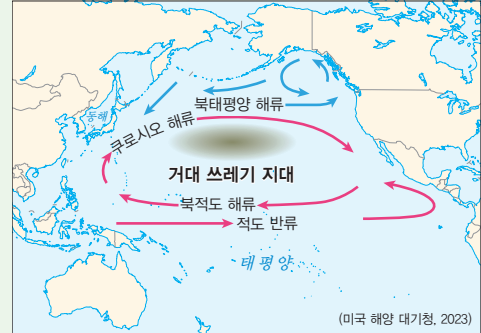 북태평양 해류
동해
쿠로시오 해류
거대 쓰레기 지대
북적도 해류
적도 반류
태평양
(미국 해양 대기청, 2023)